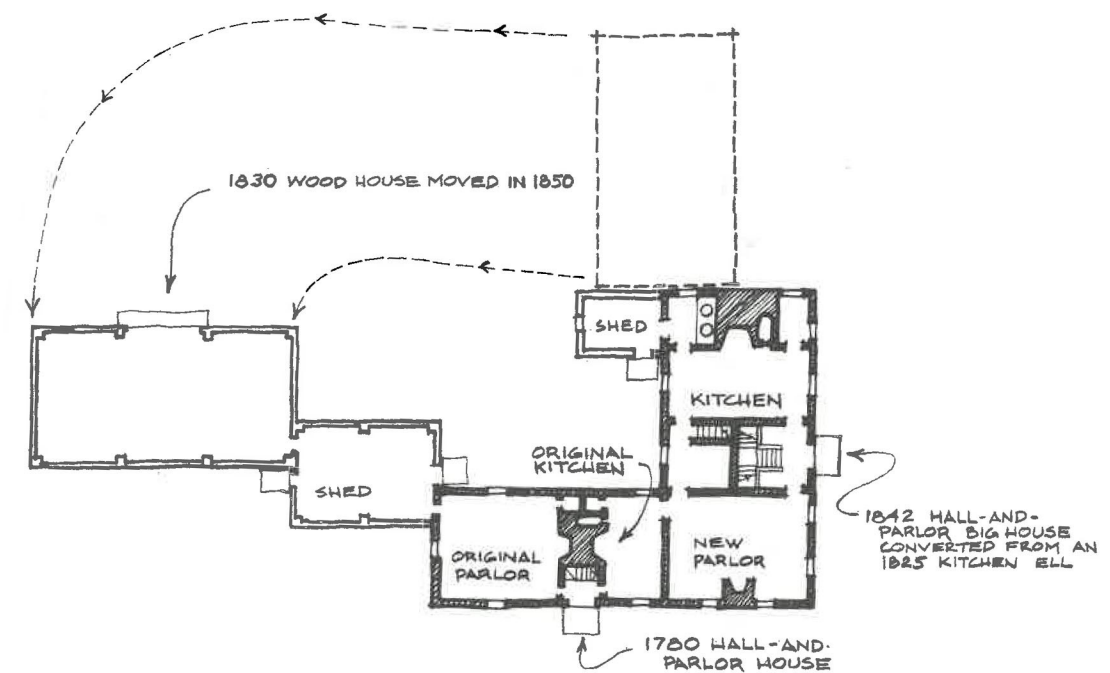 1830 WOOD HOUSE MOVED IN 1850
SHED
KITCHEN
ORIGINAL
KITCHEN
SHED
1842 HALL-AND-
PARLOR BIG HOUSE
CONVERTED FROM AN
1825 KITCHEN ELL
NEW
PARLOR
ORIGINAL
PARLOR
1780 HALL-AND-
PARLOR HOUSE